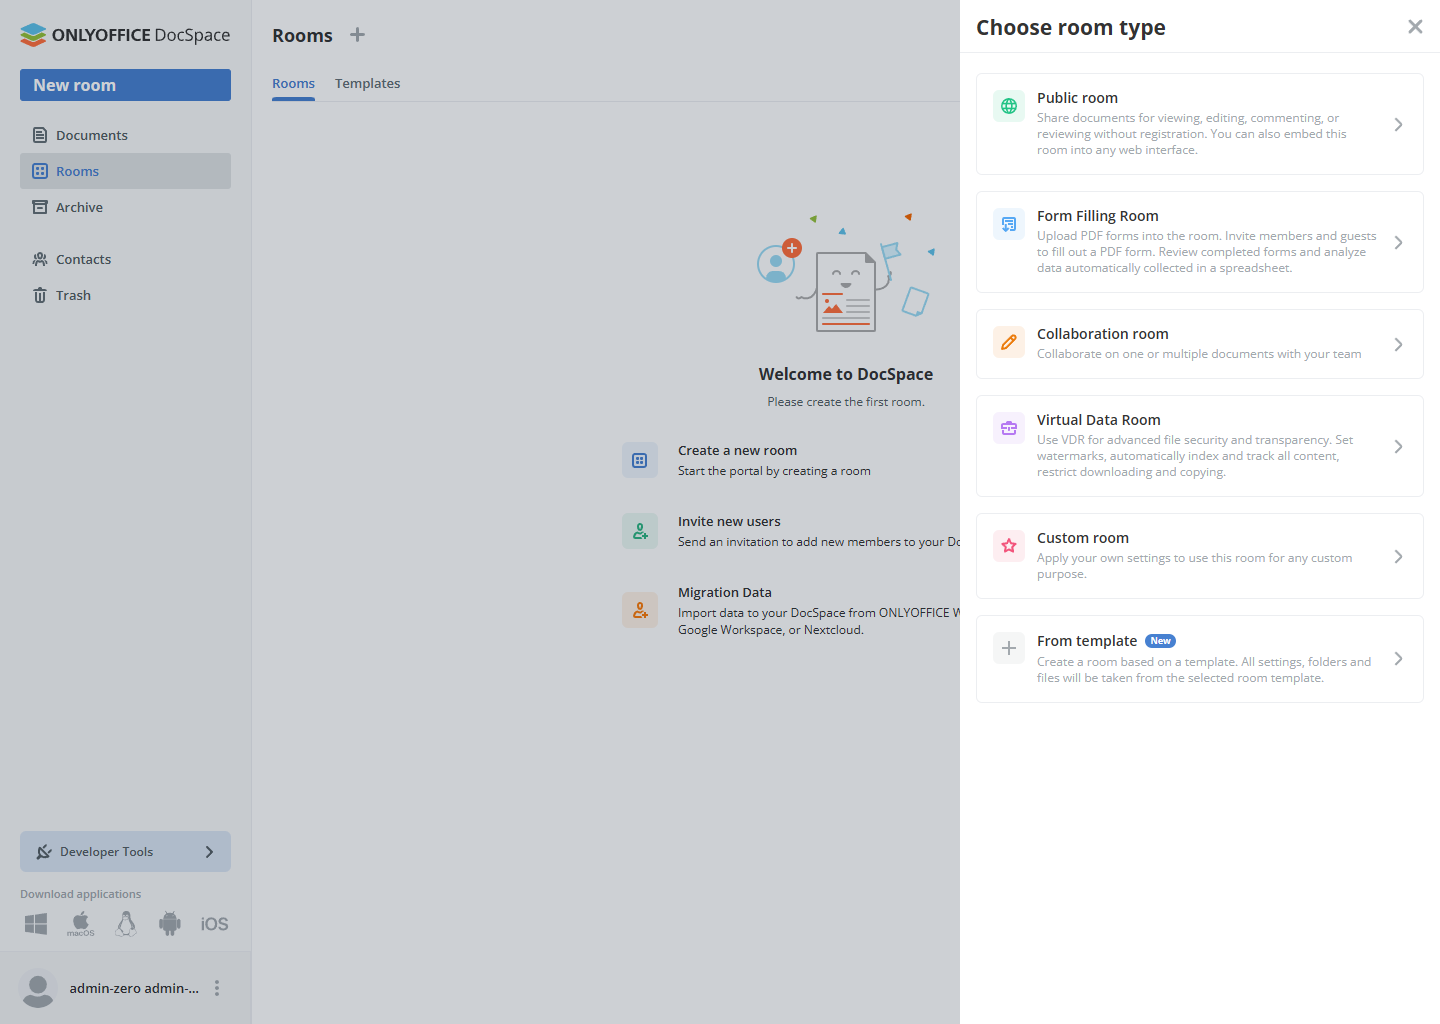 ONLYOFFICE DocSpace
New room
Documents
Rooms
Archive
Contacts
Trash
Developer Tools
Download applications
macOS
iOS
admin-zero admin-...
Rooms
Rooms
Templates
Welcome to DocSpace
Please create the first room.
Create a new room
Start the portal by creating a room
Invite new users
Send an invitation to add new members to your Do
Migration Data
Import data to your DocSpace from ONLYOFFICE W
Google Workspace, or Nextcloud.
Choose room type
Public room
Share documents for viewing, editing, commenting, or
reviewing without registration. You can also embed this
room into any web interface.
Form Filling Room
Upload PDF forms into the room. Invite members and guests
to fill out a PDF form. Review completed forms and analyze
data automatically collected in a spreadsheet.
Collaboration room
Collaborate on one or multiple documents with your team
Virtual Data Room
Use VDR for advanced file security and transparency. Set
watermarks, automatically index and track all content,
restrict downloading and copying.
Custom room
Apply your own settings to use this room for any custom
purpose.
From template New
Create a room based on a template. All settings, folders and
files will be taken from the selected room template.